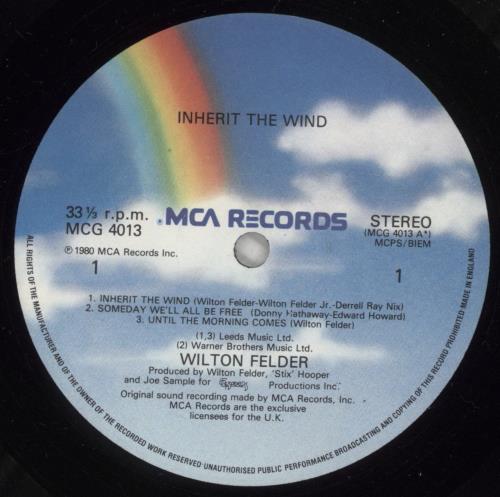 INHERIT THE WIND
33⅓ r.p.m.
MCG 4013
MCA RECORDS
STEREO
(MCG 4013 A*)
MCPS/BIEM
℗ 1980 MCA Records Inc.
1
1
1. INHERIT THE WIND (Wilton Felder-Wilton Felder Jr.-Derrell Ray Nix)
2. SOMEDAY WE'LL ALL BE FREE (Donny Hathaway-Edward Howard)
3. UNTIL THE MORNING COMES (Wilton Felder)
(1,3) Leeds Music Ltd.
(2) Warner Brothers Music Ltd.
WILTON FELDER
Produced by Wilton Felder, 'Stix' Hooper
and Joe Sample for Productions Inc.
Original sound recording made by MCA Records, Inc.
MCA Records are the exclusive
licensees for the U.K.
ALL RIGHTS OF THE MANUFACTURER AND OF THE OWNER OF THE RECORDED WORK RESERVED·UNAUTHORISED PUBLIC PERFORMANCE BROADCASTING AND COPYING OF THIS RECORD PROHIBITED MADE IN ENGLAND